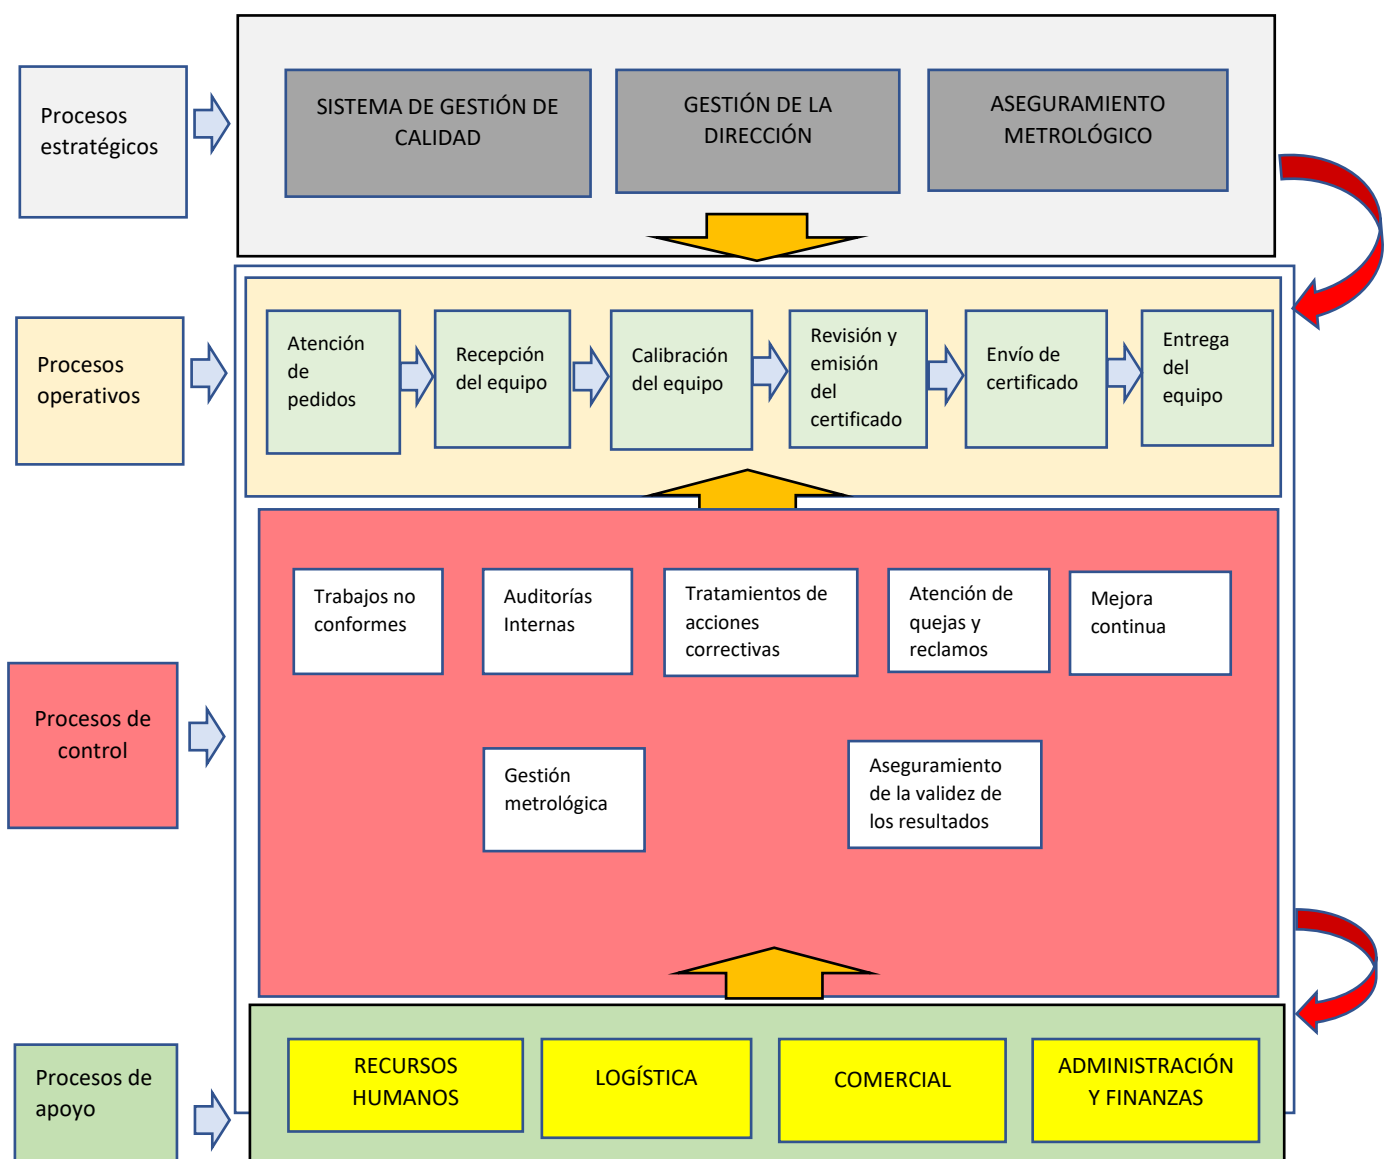 Procesos
estratégicos
SISTEMA DE GESTIÓN DE
CALIDAD
GESTIÓN DE LA
DIRECCIÓN
ASEGURAMIENTO
METROLÓGICO
Procesos
operativos
Atención
de
pedidos
Recepción
del equipo
Calibración
del equipo
Revisión y
emisión
del
certificado
Envío de
certificado
Entrega
del
equipo
Procesos de
control
Trabajos no
conformes
Auditorías
Internas
Tratamientos de
acciones
correctivas
Atención de
quejas y
reclamos
Mejora
continua
Gestión
metrológica
Aseguramiento
de la validez de
los resultados
Procesos de
apoyo
RECURSOS
HUMANOS
LOGÍSTICA
COMERCIAL
ADMINISTRACIÓN
Y FINANZAS